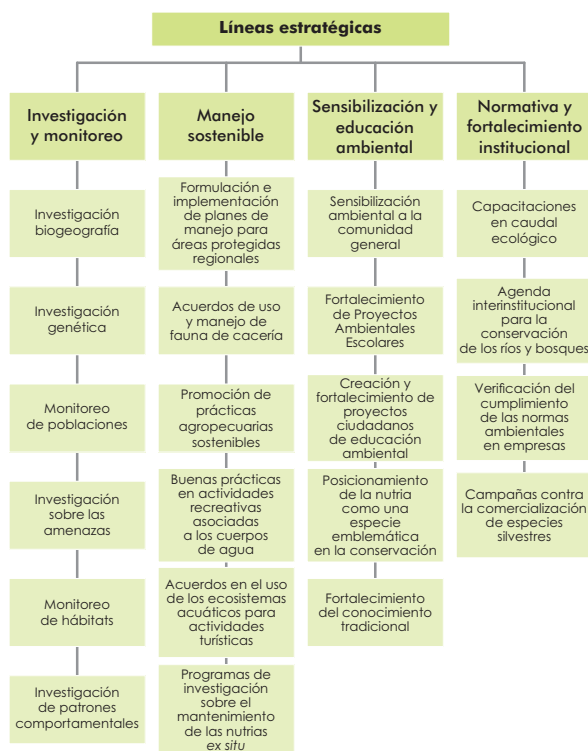 Líneas estratégicas
Investigación
y monitoreo
Investigación
biogeografía
Investigación
genética
Monitoreo
de poblaciones
Investigación
sobre las
amenazas
Monitoreo
de hábitats
Investigación
de patrones
comportamentales
Manejo
sostenible
Formulación e
implementación
de planes de
manejo para
áreas protegidas
regionales
Acuerdos de uso
y manejo de
fauna de cacería
Promoción de
prácticas
agropecuarias
sostenibles
Buenas prácticas
en actividades
recreativas
asociadas
a los cuerpos
de agua
Acuerdos en el uso
de los ecosistemas
acuáticos para
actividades
turísticas
Programas de
investigación
sobre el
mantenimiento
de las nutrias
ex situ
Sensibilización y
educación
ambiental
Sensibilización
ambiental a la
comunidad
general
Fortalecimiento
de Proyectos
Ambientales
Escolares
Creación y
fortalecimiento de
proyectos
ciudadanos
de educación
ambiental
Posicionamiento
de la nutria
como una
especie
emblemática
en la conservación
Fortalecimiento
del conocimiento
tradicional
Normativa y
fortalecimiento
institucional
Capacitaciones
en caudal
ecológico
Agenda
interinstitucional
para la
conservación
de los ríos y bosques
Verificación del
cumplimiento
de las normas
ambientales
en empresas
Campañas contra
la comercialización
de especies
silvestres